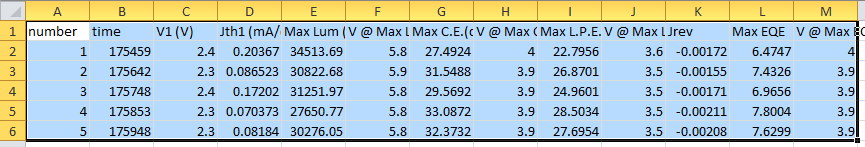 A B C D E F G H I J K L M
1 number time V1 (V) Jth1 (mA/ Max Lum ( V @ Max L Max C.E.(c V @ Max C Max L.P.E. V @ Max L Jrev Max EQE V @ Max EQ
2 1 175459 2.4 0.20367 34513.69 5.8 27.4924 4 22.7956 3.6 -0.00172 6.4747 4
3 2 175642 2.3 0.086523 30822.68 5.9 31.5488 3.9 26.8701 3.5 -0.00155 7.4326 3.9
4 3 175748 2.4 0.17202 31251.97 5.8 29.5692 3.9 24.9601 3.5 -0.00171 6.9656 3.9
5 4 175853 2.3 0.070373 27650.77 5.8 33.0872 3.9 28.5034 3.5 -0.00211 7.8004 3.9
6 5 175948 2.3 0.08184 30276.05 5.8 32.3732 3.9 27.6954 3.5 -0.00208 7.6299 3.9